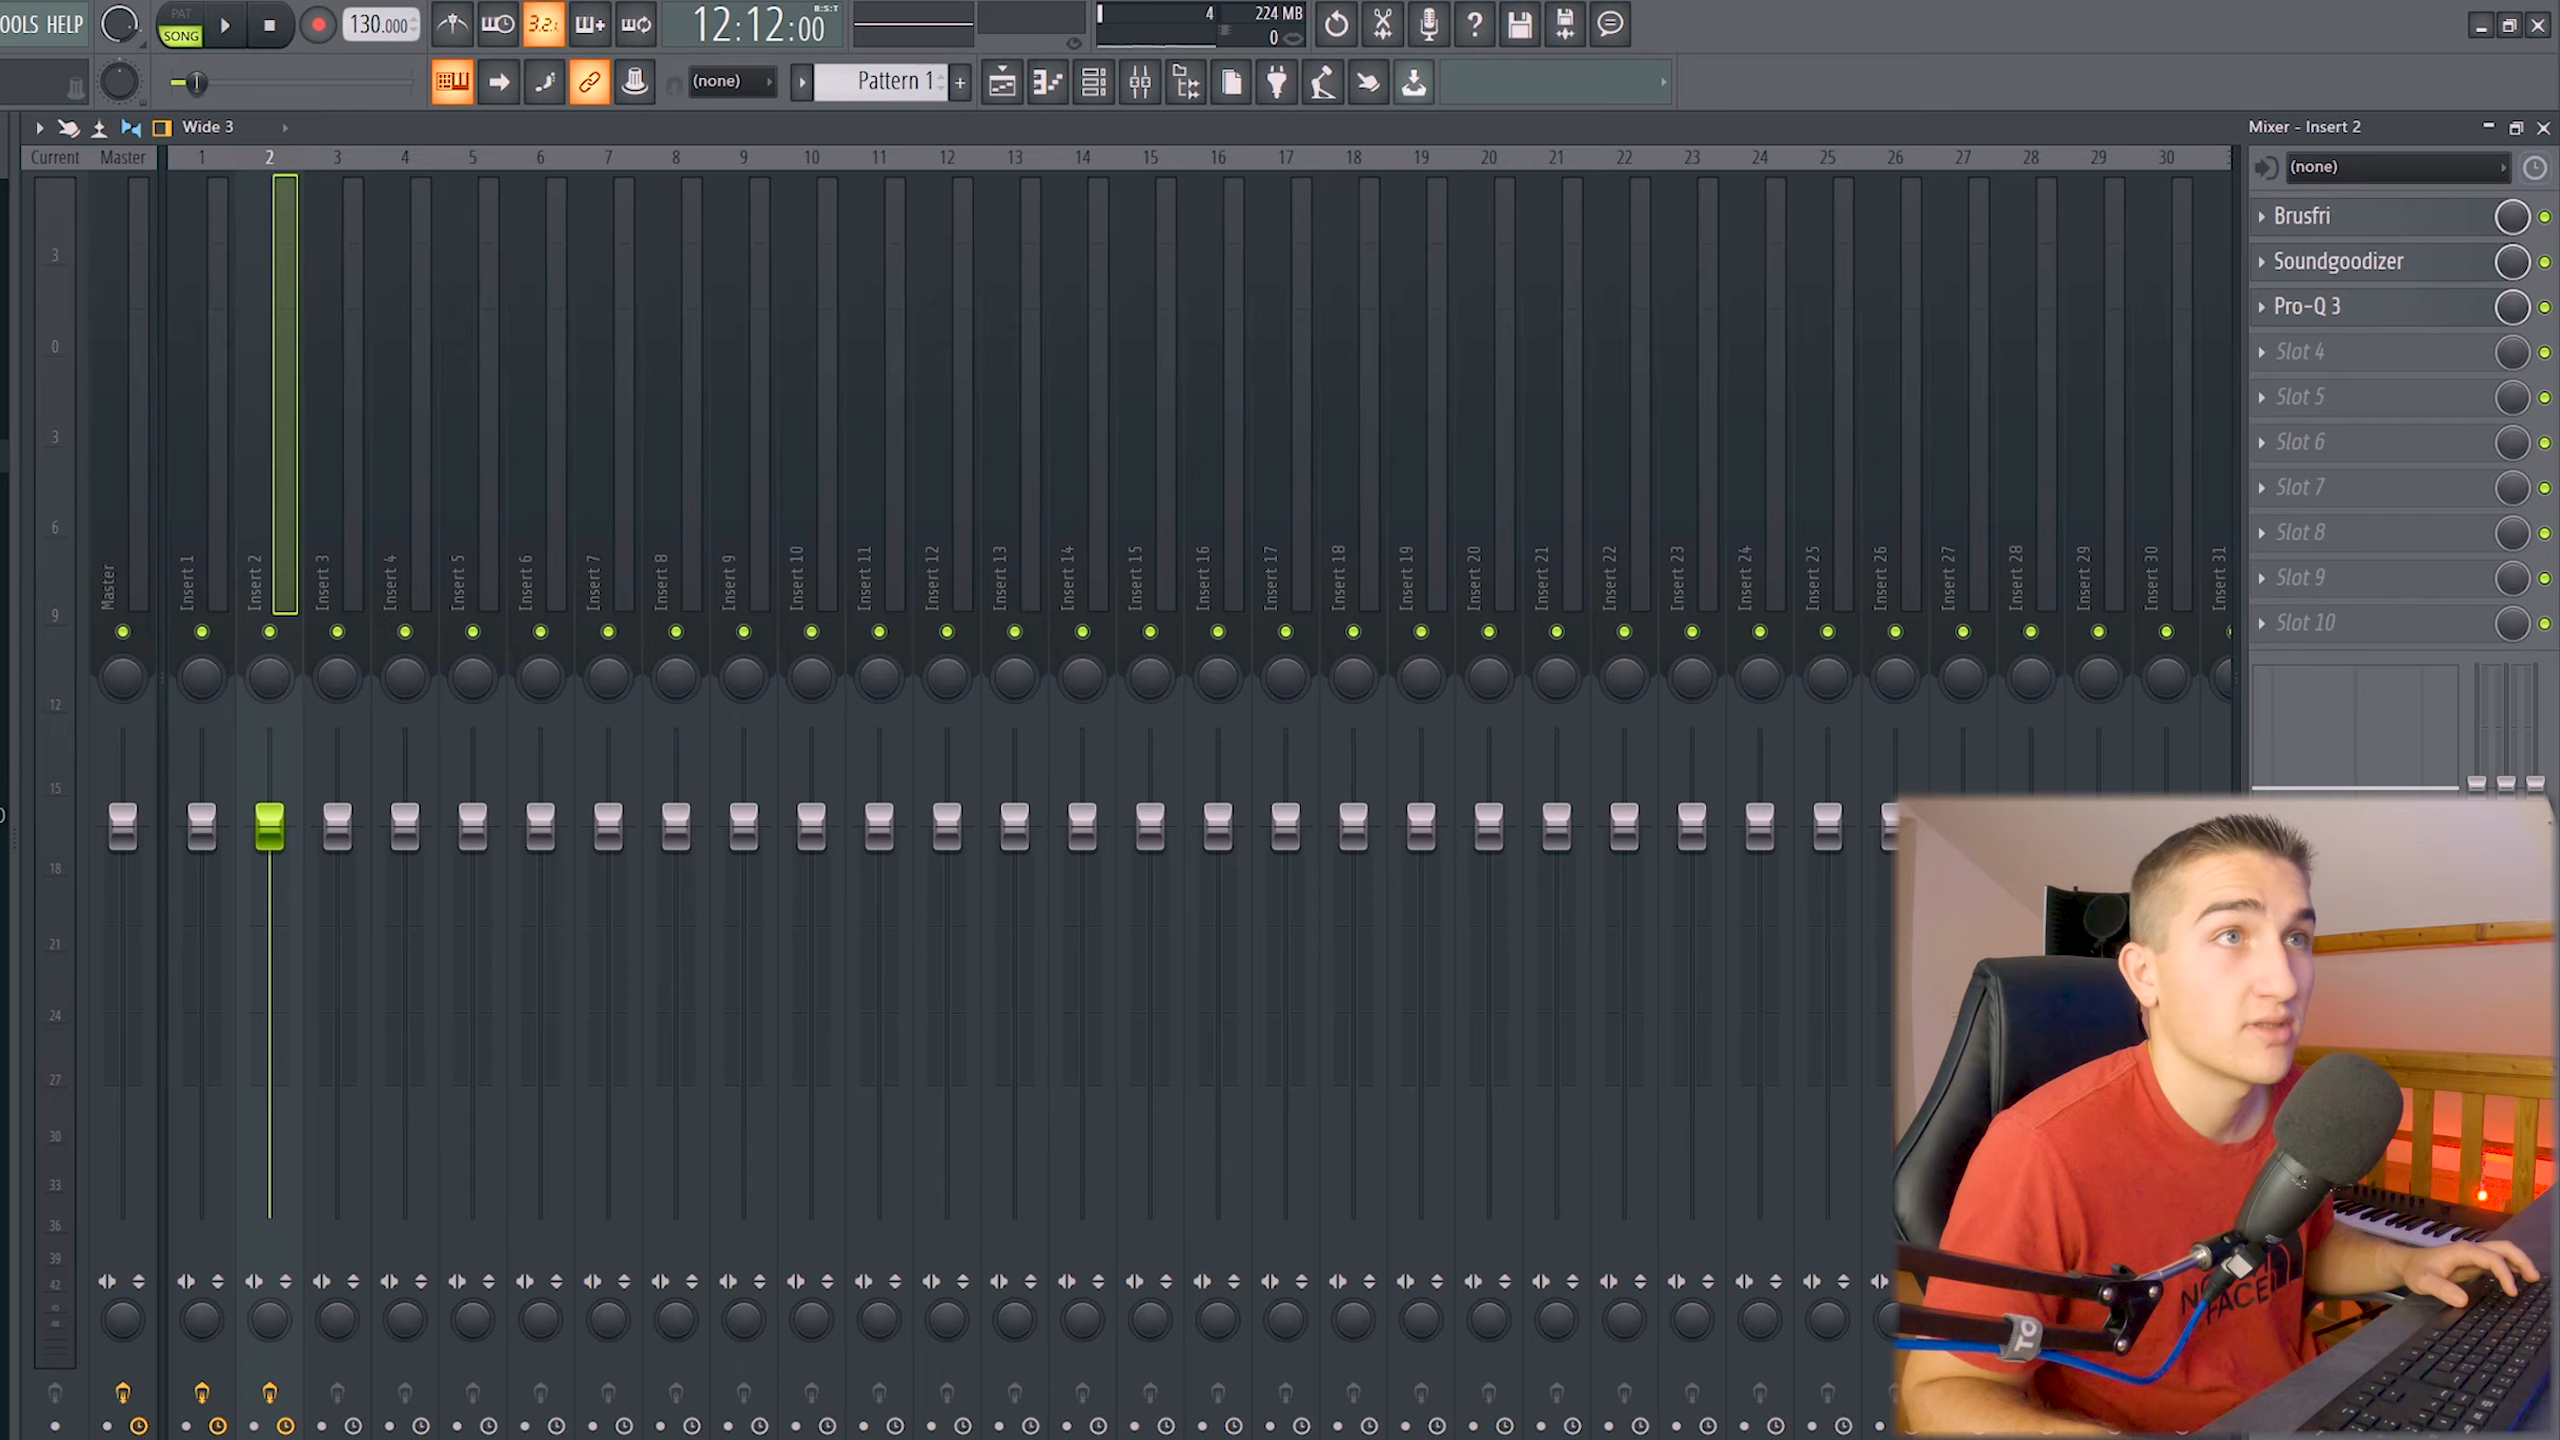 OOLS HELP
PAT
SONG
130.000
3.2.
12:12:00
B:S:T
4
224 MB
0
(none)
Pattern 1
+
Wide 3
Mixer - Insert 2
Current Master 1 2 3 4 5 6 7 8 9 10 11 12 13 14 15 16 17 18 19 20 21 22 23 24 25 26 27 28 29 30 3
(none)
Brusfri
Soundgoodizer
Pro-Q 3
Slot 4
Slot 5
Slot 6
Slot 7
Slot 8
Slot 9
Slot 10
3
0
3
6
9
12
15
18
21
24
27
30
33
36
39
42
Master
Insert 1
Insert 2
Insert 3
Insert 4
Insert 5
Insert 6
Insert 7
Insert 8
Insert 9
Insert 10
Insert 11
Insert 12
Insert 13
Insert 14
Insert 15
Insert 16
Insert 17
Insert 18
Insert 19
Insert 20
Insert 21
Insert 22
Insert 23
Insert 24
Insert 25
Insert 26
Insert 27
Insert 28
Insert 29
Insert 30
Insert 31
FACE